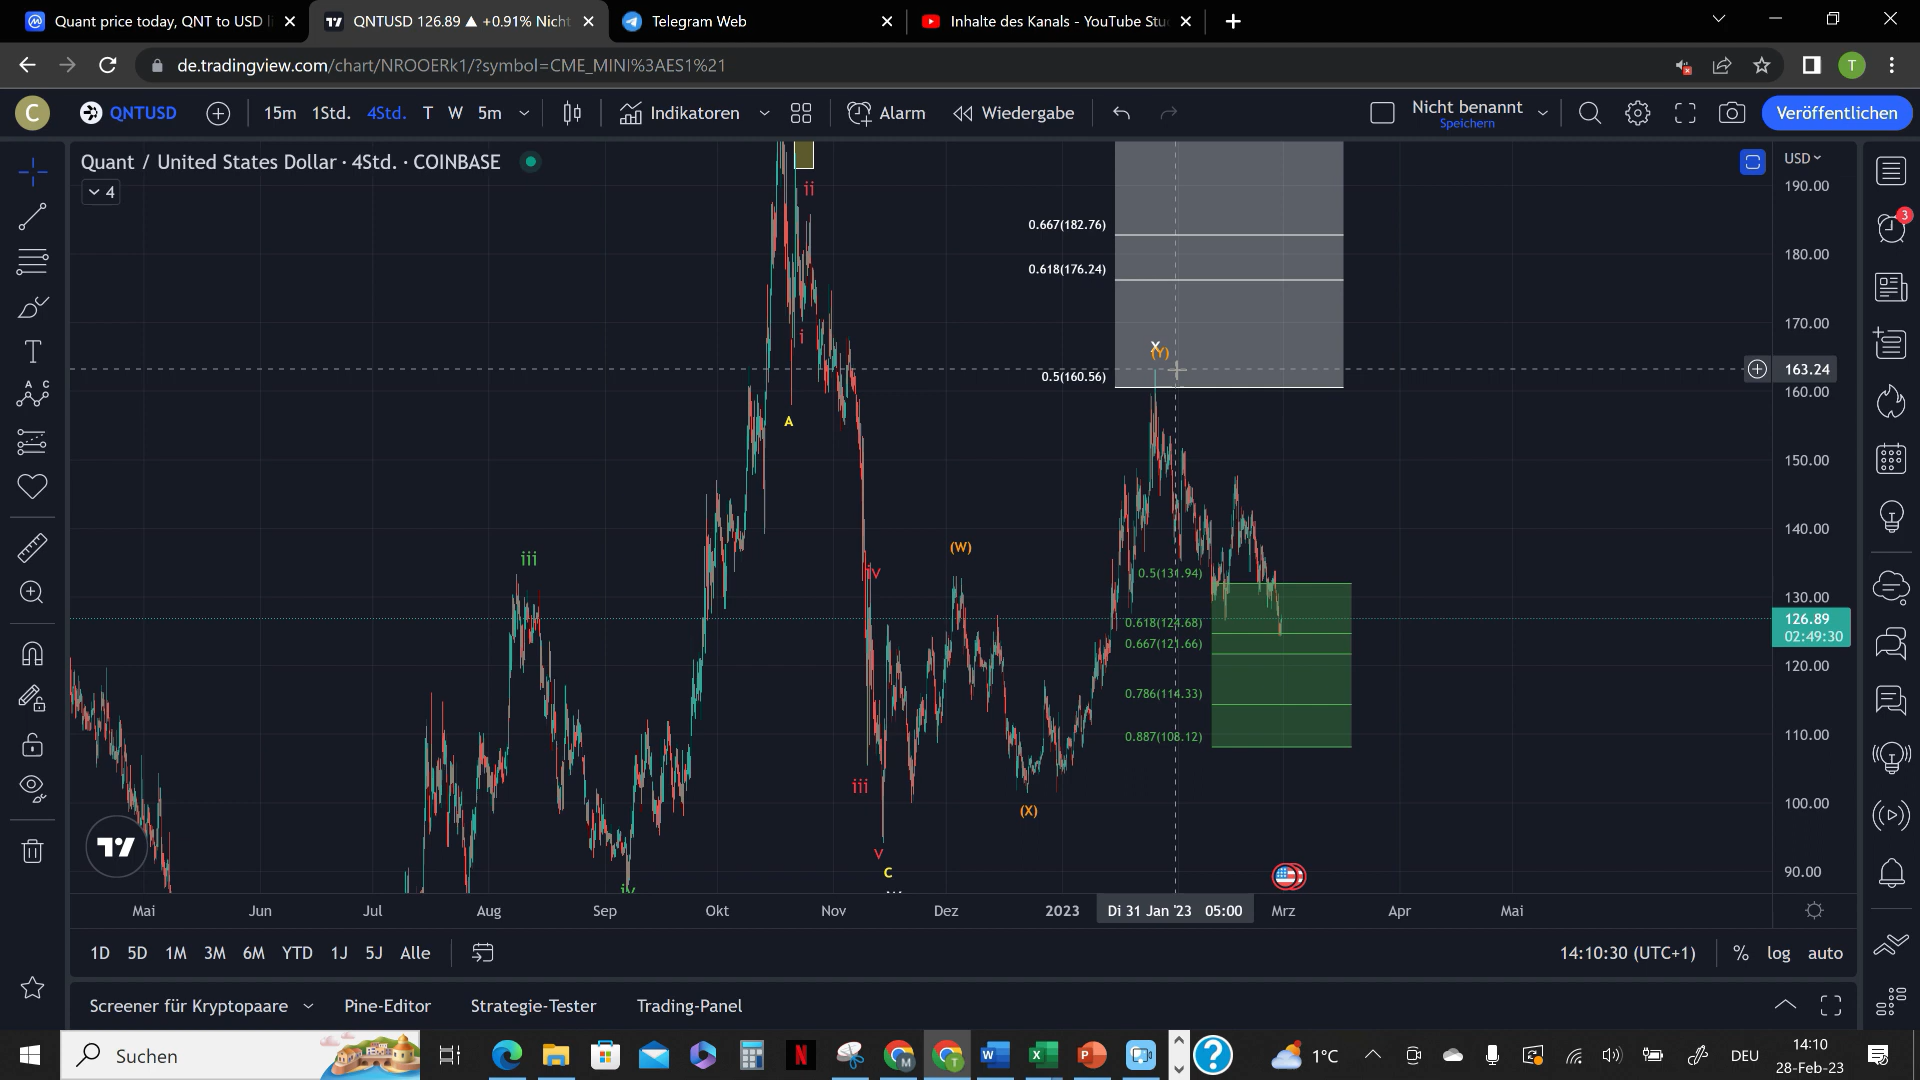 Quant price today, QNT to USD li
QNTUSD 126.89 ▲ +0.91% Nicht
Telegram Web
Inhalte des Kanals - YouTube Stu
de.tradingview.com/chart/NROOERk1/?symbol=CME_MINI%3AES1%21
T
C
QNTUSD
15m
1Std.
4Std.
T
W
5m
Indikatoren
Alarm
Wiedergabe
Nicht benannt
Speichern
Veröffentlichen
Quant / United States Dollar · 4Std. · COINBASE
4
USD
190.00
180.00
170.00
163.24
160.00
150.00
140.00
130.00
126.89
02:49:30
120.00
110.00
100.00
90.00
3
ii
0.667(182.76)
0.618(176.24)
i
X
(Y)
0.5(160.56)
A
(W)
iii
iv
0.5(131.94)
0.618(124.68)
0.667(121.66)
0.786(114.33)
0.887(108.12)
iii
(X)
v
C
iv
Mai
Jun
Jul
Aug
Sep
Okt
Nov
Dez
2023
Di 31 Jan '23 05:00
Mrz
Apr
Mai
1D 5D 1M 3M 6M YTD 1J 5J Alle
14:10:30 (UTC+1)
%
log
auto
Screener für Kryptopaare
Pine-Editor
Strategie-Tester
Trading-Panel
Suchen
1°C
DEU
14:10
28-Feb-23